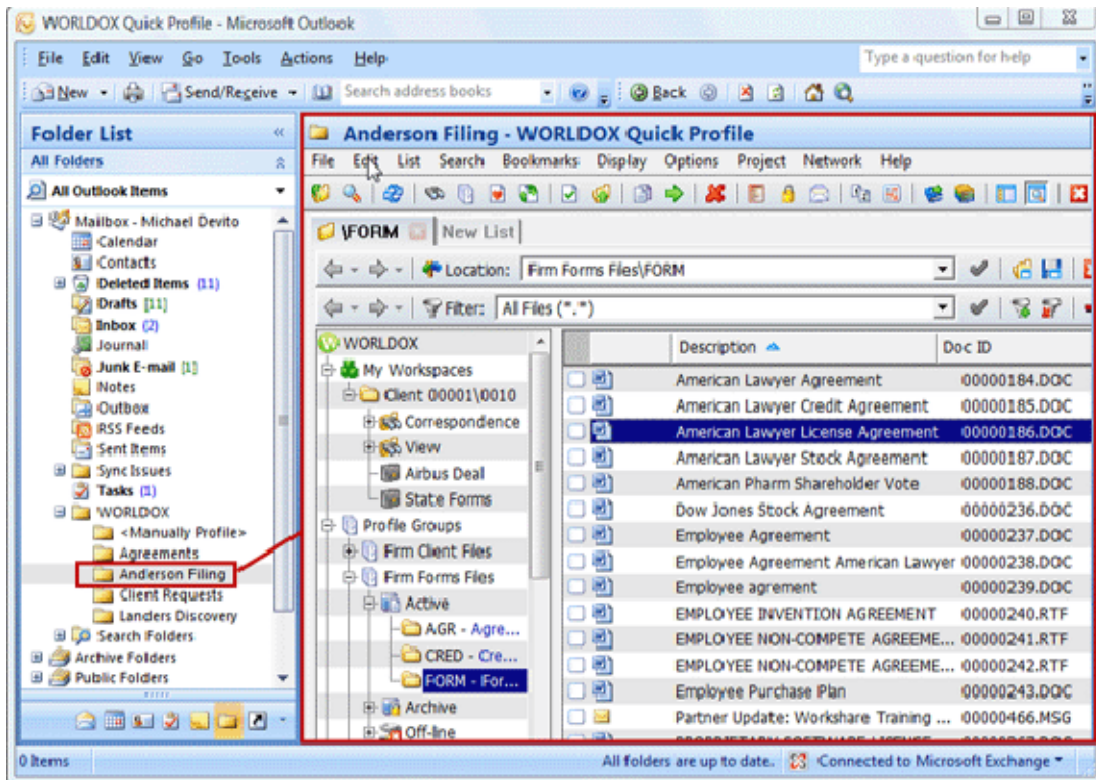 WORLDOX Quick Profile - Microsoft Outlook
File Edit View Go Tools Actions Help Type a question for help
New Send/Receive Search address books Back
Folder List
All Folders
All Outlook Items
Mailbox - Michael Devito
Calendar
Contacts
Deleted Items (11)
Drafts [11]
Inbox (2)
Journal
Junk E-mail [1]
Notes
Outbox
RSS Feeds
Sent Items
Sync Issues
Tasks (1)
WORLDOX
<Manually Profile>
Agreements
Anderson Filing
Client Requests
Landers Discovery
Search Folders
Archive Folders
Public Folders
Anderson Filing - WORLDOX Quick Profile
File Edit List Search Bookmarks Display Options Project Network Help
\FORM New List
Location: Firm Forms Files\FORM
Filter: All Files (*.*)
WORLDOX
My Workspaces
Client 00001\0010
Correspondence
View
Airbus Deal
State Forms
Profile Groups
Firm Client Files
Firm Forms Files
Active
AGR - Agre...
CRED - Cre...
FORM - For...
Archive
Off-line
Description Doc ID
American Lawyer Agreement 00000184.DOC
American Lawyer Credit Agreement 00000185.DOC
American Lawyer License Agreement 00000186.DOC
American Lawyer Stock Agreement 00000187.DOC
American Pharm Shareholder Vote 00000188.DOC
Dow Jones Stock Agreement 00000236.DOC
Employee Agreement 00000237.DOC
Employee Agreement American Lawyer 00000238.DOC
Employee agrement 00000239.DOC
EMPLOYEE INVENTION AGREEMENT 00000240.RTF
EMPLOYEE NON-COMPETE AGREEME... 00000241.RTF
EMPLOYEE NON-COMPETE AGREEME... 00000242.RTF
Employee Purchase Plan 00000243.DOC
Partner Update: Workshare Training ... 00000466.MSG
0 Items All folders are up to date. Connected to Microsoft Exchange